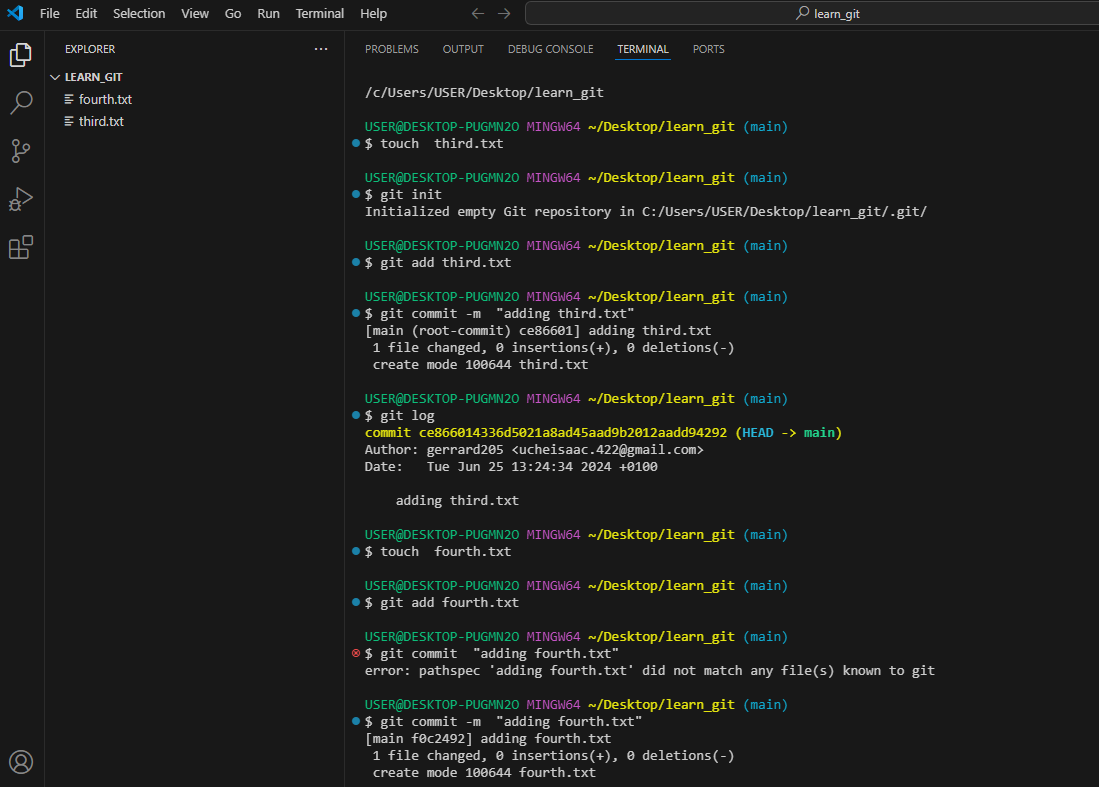 File Edit Selection View Go Run Terminal Help learn_git
EXPLORER
LEARN_GIT
fourth.txt
third.txt
PROBLEMS OUTPUT DEBUG CONSOLE TERMINAL PORTS
/c/Users/USER/Desktop/learn_git
USER@DESKTOP-PUGMN2O MINGW64 ~/Desktop/learn_git (main)
$ touch  third.txt
USER@DESKTOP-PUGMN2O MINGW64 ~/Desktop/learn_git (main)
$ git init
Initialized empty Git repository in C:/Users/USER/Desktop/learn_git/.git/
USER@DESKTOP-PUGMN2O MINGW64 ~/Desktop/learn_git (main)
$ git add third.txt
USER@DESKTOP-PUGMN2O MINGW64 ~/Desktop/learn_git (main)
$ git commit -m  "adding third.txt"
[main (root-commit) ce86601] adding third.txt
1 file changed, 0 insertions(+), 0 deletions(-)
create mode 100644 third.txt
USER@DESKTOP-PUGMN2O MINGW64 ~/Desktop/learn_git (main)
$ git log
commit ce866014336d5021a8ad45aad9b2012aadd94292 (HEAD -> main)
Author: gerrard205 <ucheisaac.422@gmail.com>
Date:   Tue Jun 25 13:24:34 2024 +0100
adding third.txt
USER@DESKTOP-PUGMN2O MINGW64 ~/Desktop/learn_git (main)
$ touch  fourth.txt
USER@DESKTOP-PUGMN2O MINGW64 ~/Desktop/learn_git (main)
$ git add fourth.txt
USER@DESKTOP-PUGMN2O MINGW64 ~/Desktop/learn_git (main)
$ git commit  "adding fourth.txt"
error: pathspec 'adding fourth.txt' did not match any file(s) known to git
USER@DESKTOP-PUGMN2O MINGW64 ~/Desktop/learn_git (main)
$ git commit -m  "adding fourth.txt"
[main f0c2492] adding fourth.txt
1 file changed, 0 insertions(+), 0 deletions(-)
create mode 100644 fourth.txt